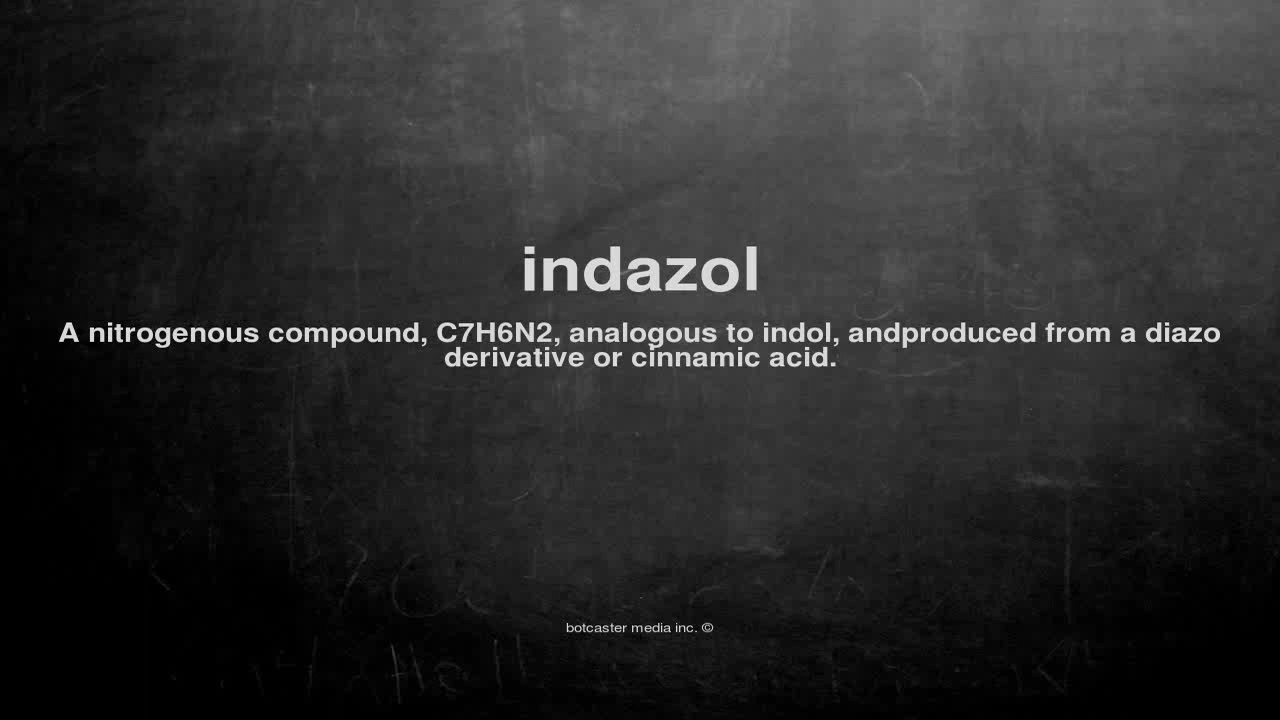 indazol
A nitrogenous compound, C7H6N2, analogous to indol, andproduced from a diazo
derivative or cinnamic acid.
botcaster media inc. ©